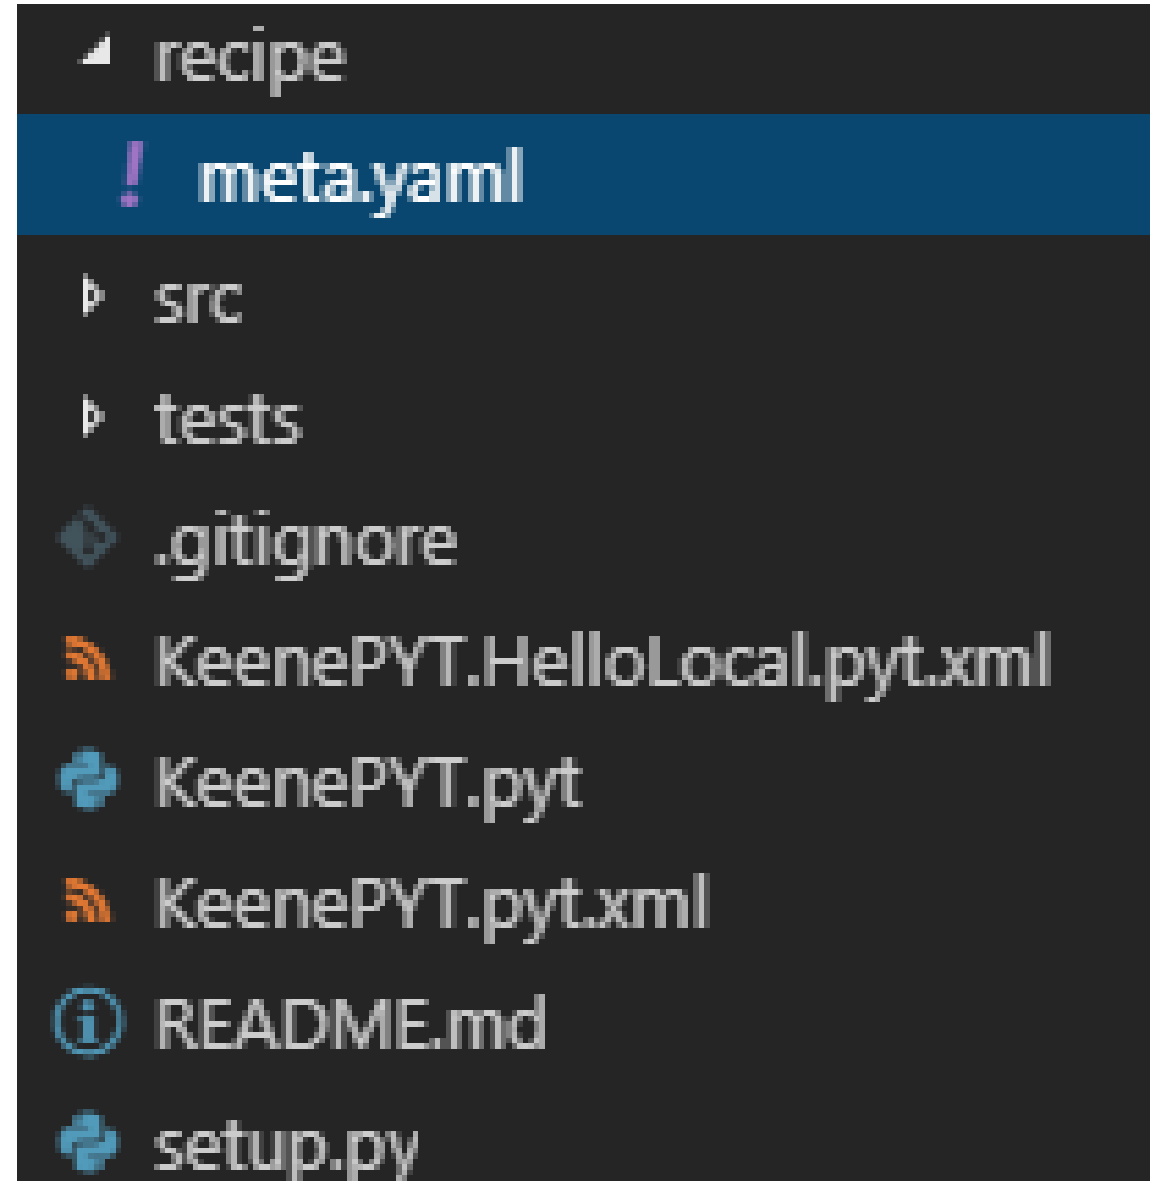 recipe
meta.yaml
src
tests
.gitignore
KeenePYT.HelloLocal.pyt.xml
KeenePYT.pyt
KeenePYT.pyt.xml
README.md
setup.py